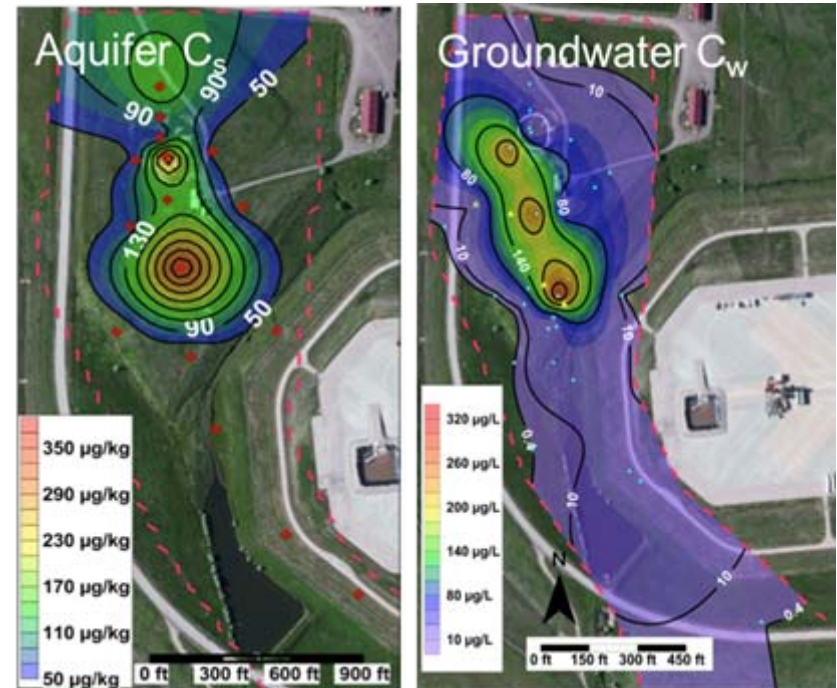 Aquifer Cs
90
90
50
130
90
50
350 µg/kg
290 µg/kg
230 µg/kg
170 µg/kg
110 µg/kg
50 µg/kg
0 ft 300 ft 600 ft 900 ft
Groundwater Cw
10
80
80
10
140
10
0.4
10
10
0.4
320 µg/L
260 µg/L
200 µg/L
140 µg/L
80 µg/L
10 µg/L
N
0 ft 150 ft 300 ft 450 ft